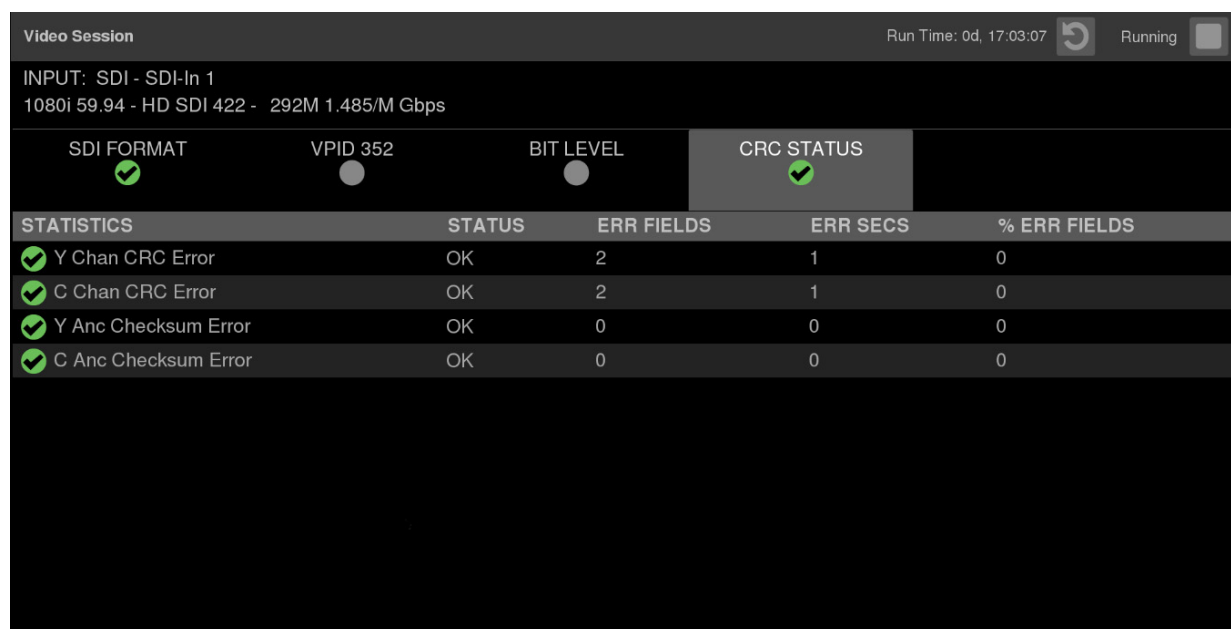 Video Session Run Time: 0d, 17:03:07 Running
INPUT: SDI - SDI-In 1
1080i 59.94 - HD SDI 422 - 292M 1.485/M Gbps
SDI FORMAT VPID 352 BIT LEVEL CRC STATUS
STATISTICS STATUS ERR FIELDS ERR SECS % ERR FIELDS
Y Chan CRC Error OK 2 1 0
C Chan CRC Error OK 2 1 0
Y Anc Checksum Error OK 0 0 0
C Anc Checksum Error OK 0 0 0